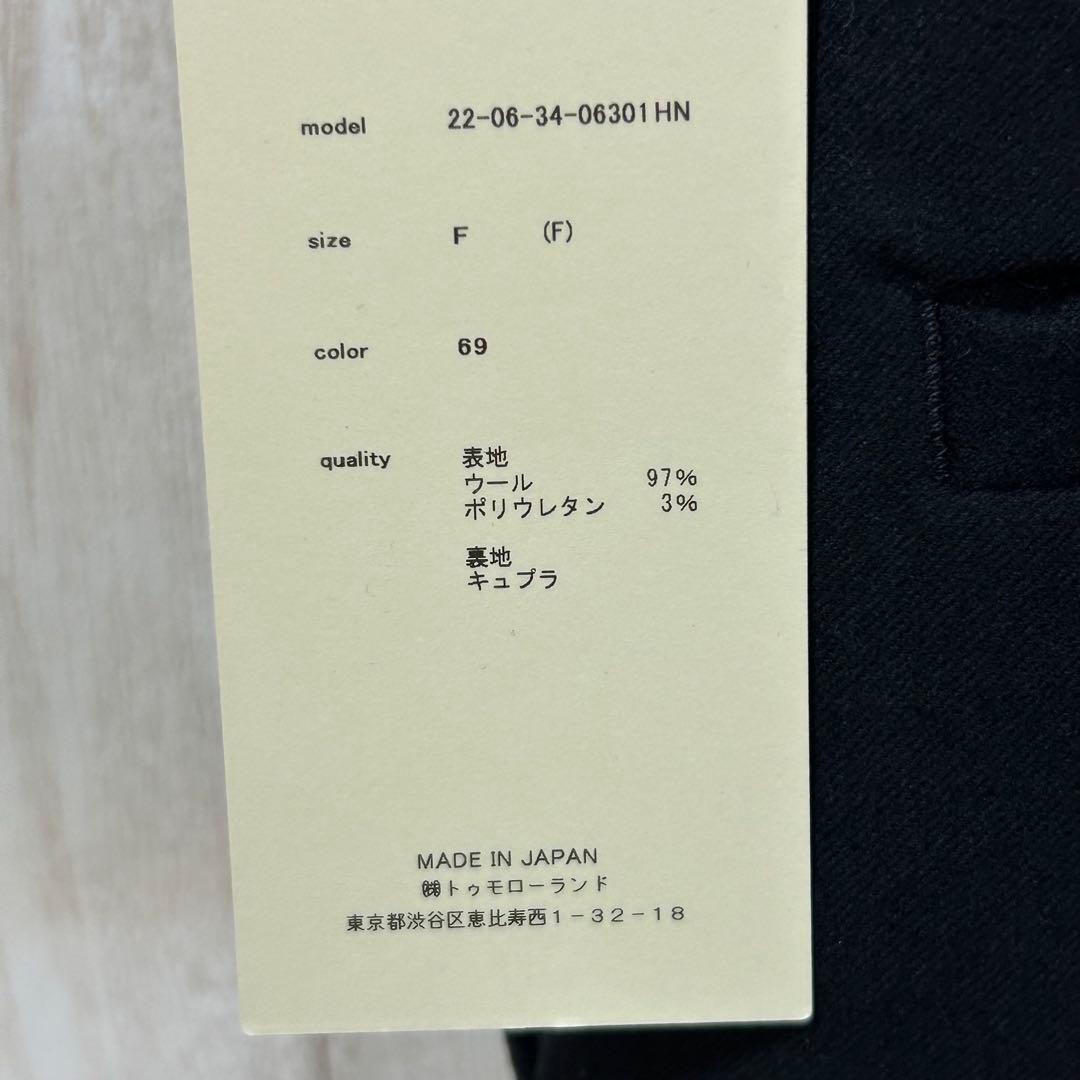 model 22-06-34-06301HN
size F (F)
color 69
quality 表地
ウール 97%
ポリウレタン 3%
裏地
キュプラ
MADE IN JAPAN
㈱トゥモローランド
東京都渋谷区恵比寿西1-32-18